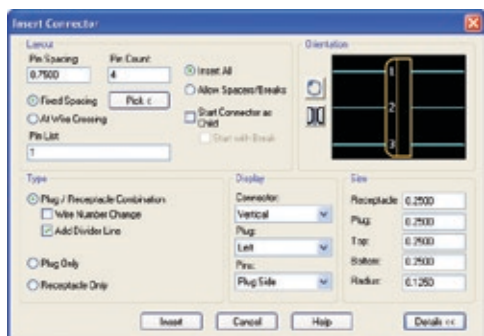 Insert Connector
Layout
Pin Spacing
Pin Count
0.7500
4
Fixed Spacing
Pick <
At Wire Crossing
Pin List
1
Insert All
Allow Spacers/Breaks
Start Connector as Child
Start with Break
Orientation
1
2
3
Type
Plug / Receptacle Combination
Wire Number Change
Add Divider Line
Plug Only
Receptacle Only
Display
Connector:
Vertical
Plug:
Left
Pins:
Plug Side
Size
Receptacle 0.2500
Plug: 0.2500
Top: 0.2500
Bottom: 0.2500
Radius: 0.1250
Insert
Cancel
Help
Details <<